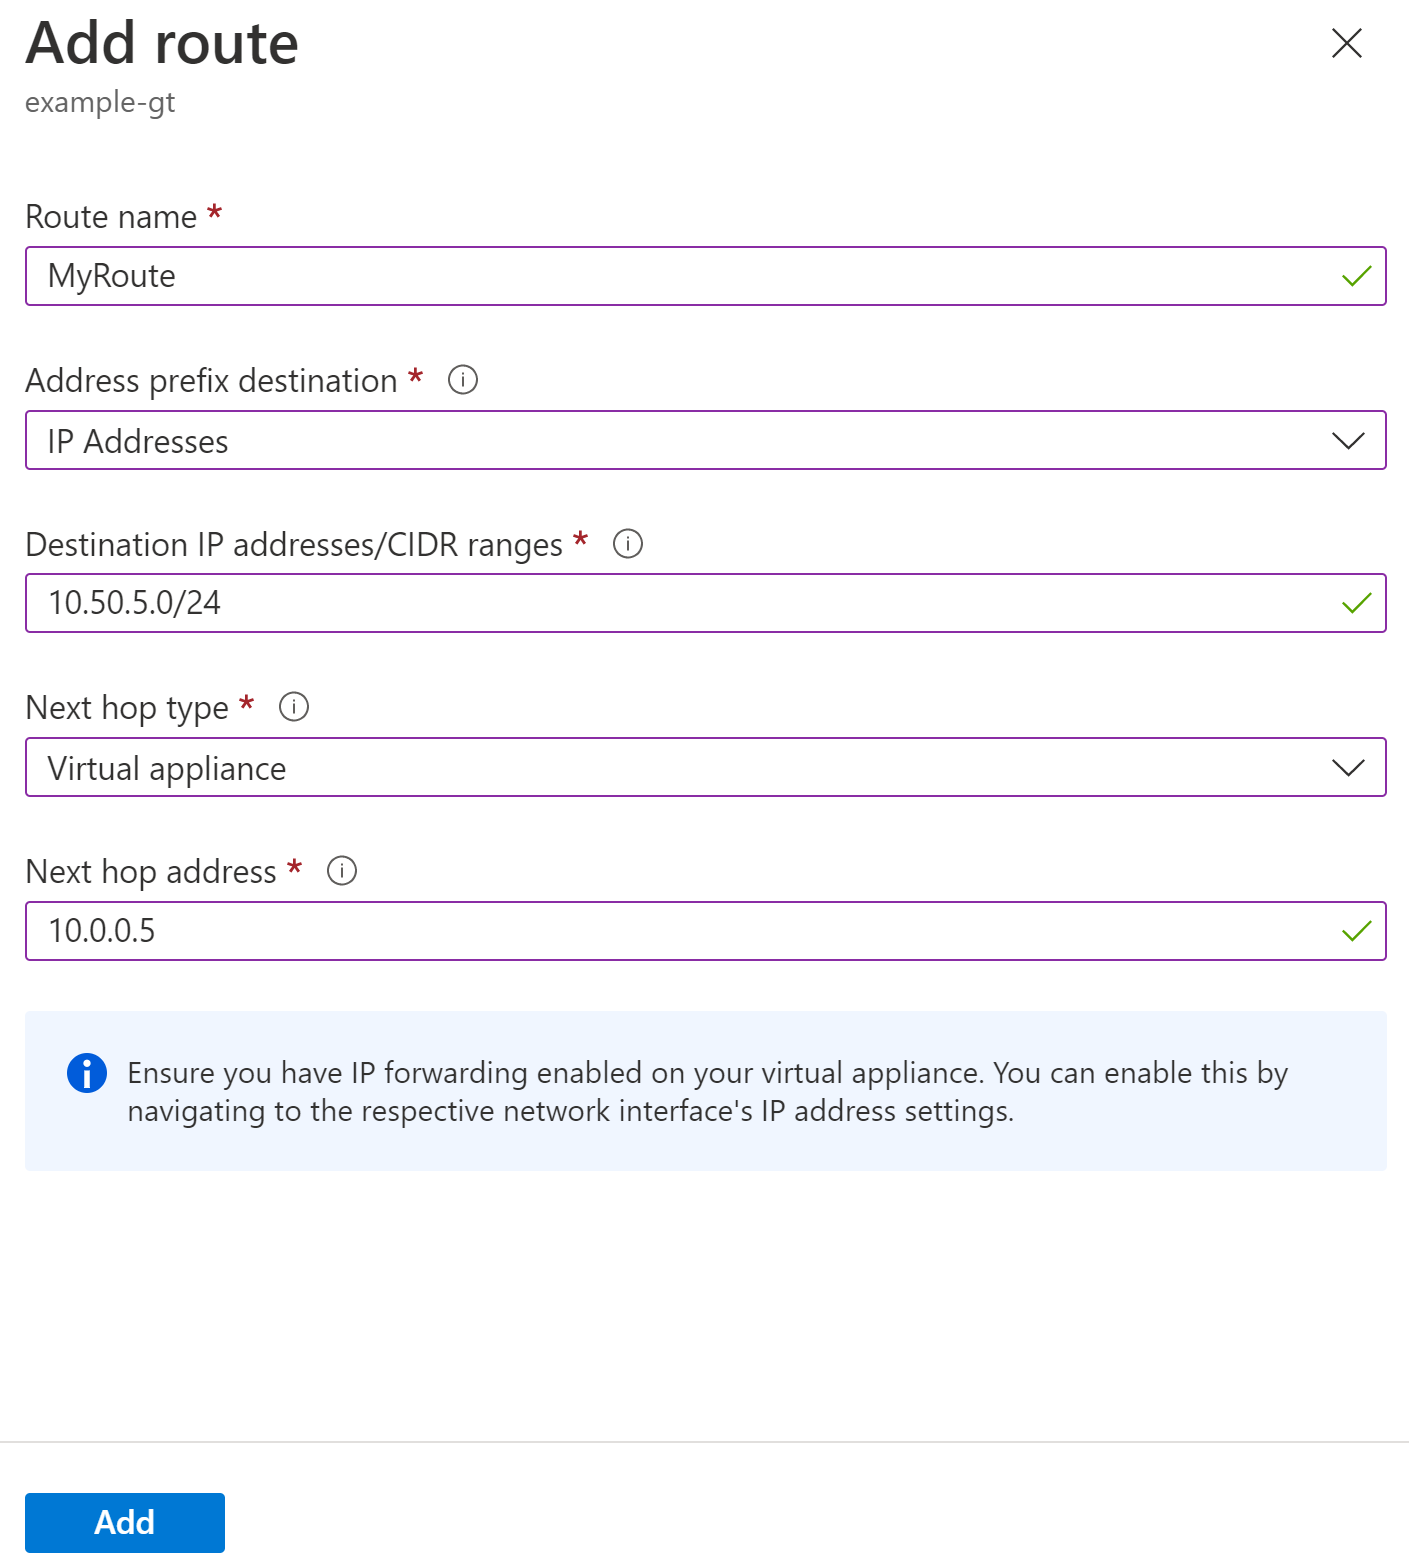 Add route
example-gt
Route name *
MyRoute
Address prefix destination *
IP Addresses
Destination IP addresses/CIDR ranges *
10.50.5.0/24
Next hop type *
Virtual appliance
Next hop address *
10.0.0.5
Ensure you have IP forwarding enabled on your virtual appliance. You can enable this by
navigating to the respective network interface's IP address settings.
Add